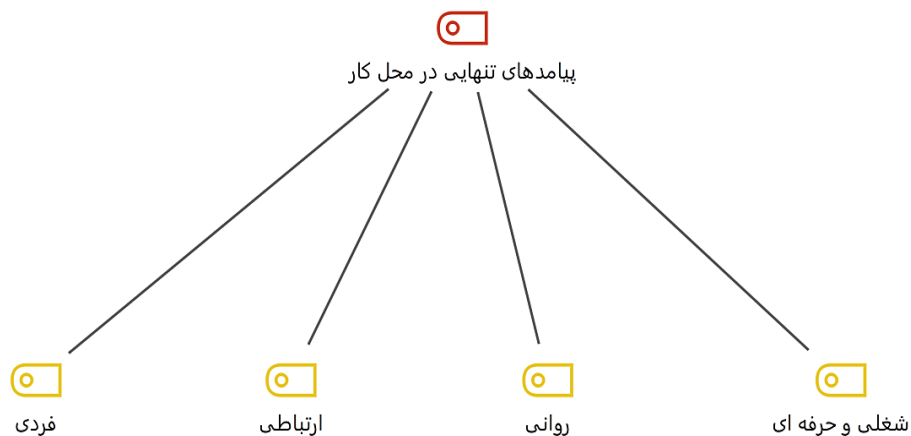 پیامدهای تنهایی در محل کار
شغلی و حرفه ای
روانی
ارتباطی
فردی